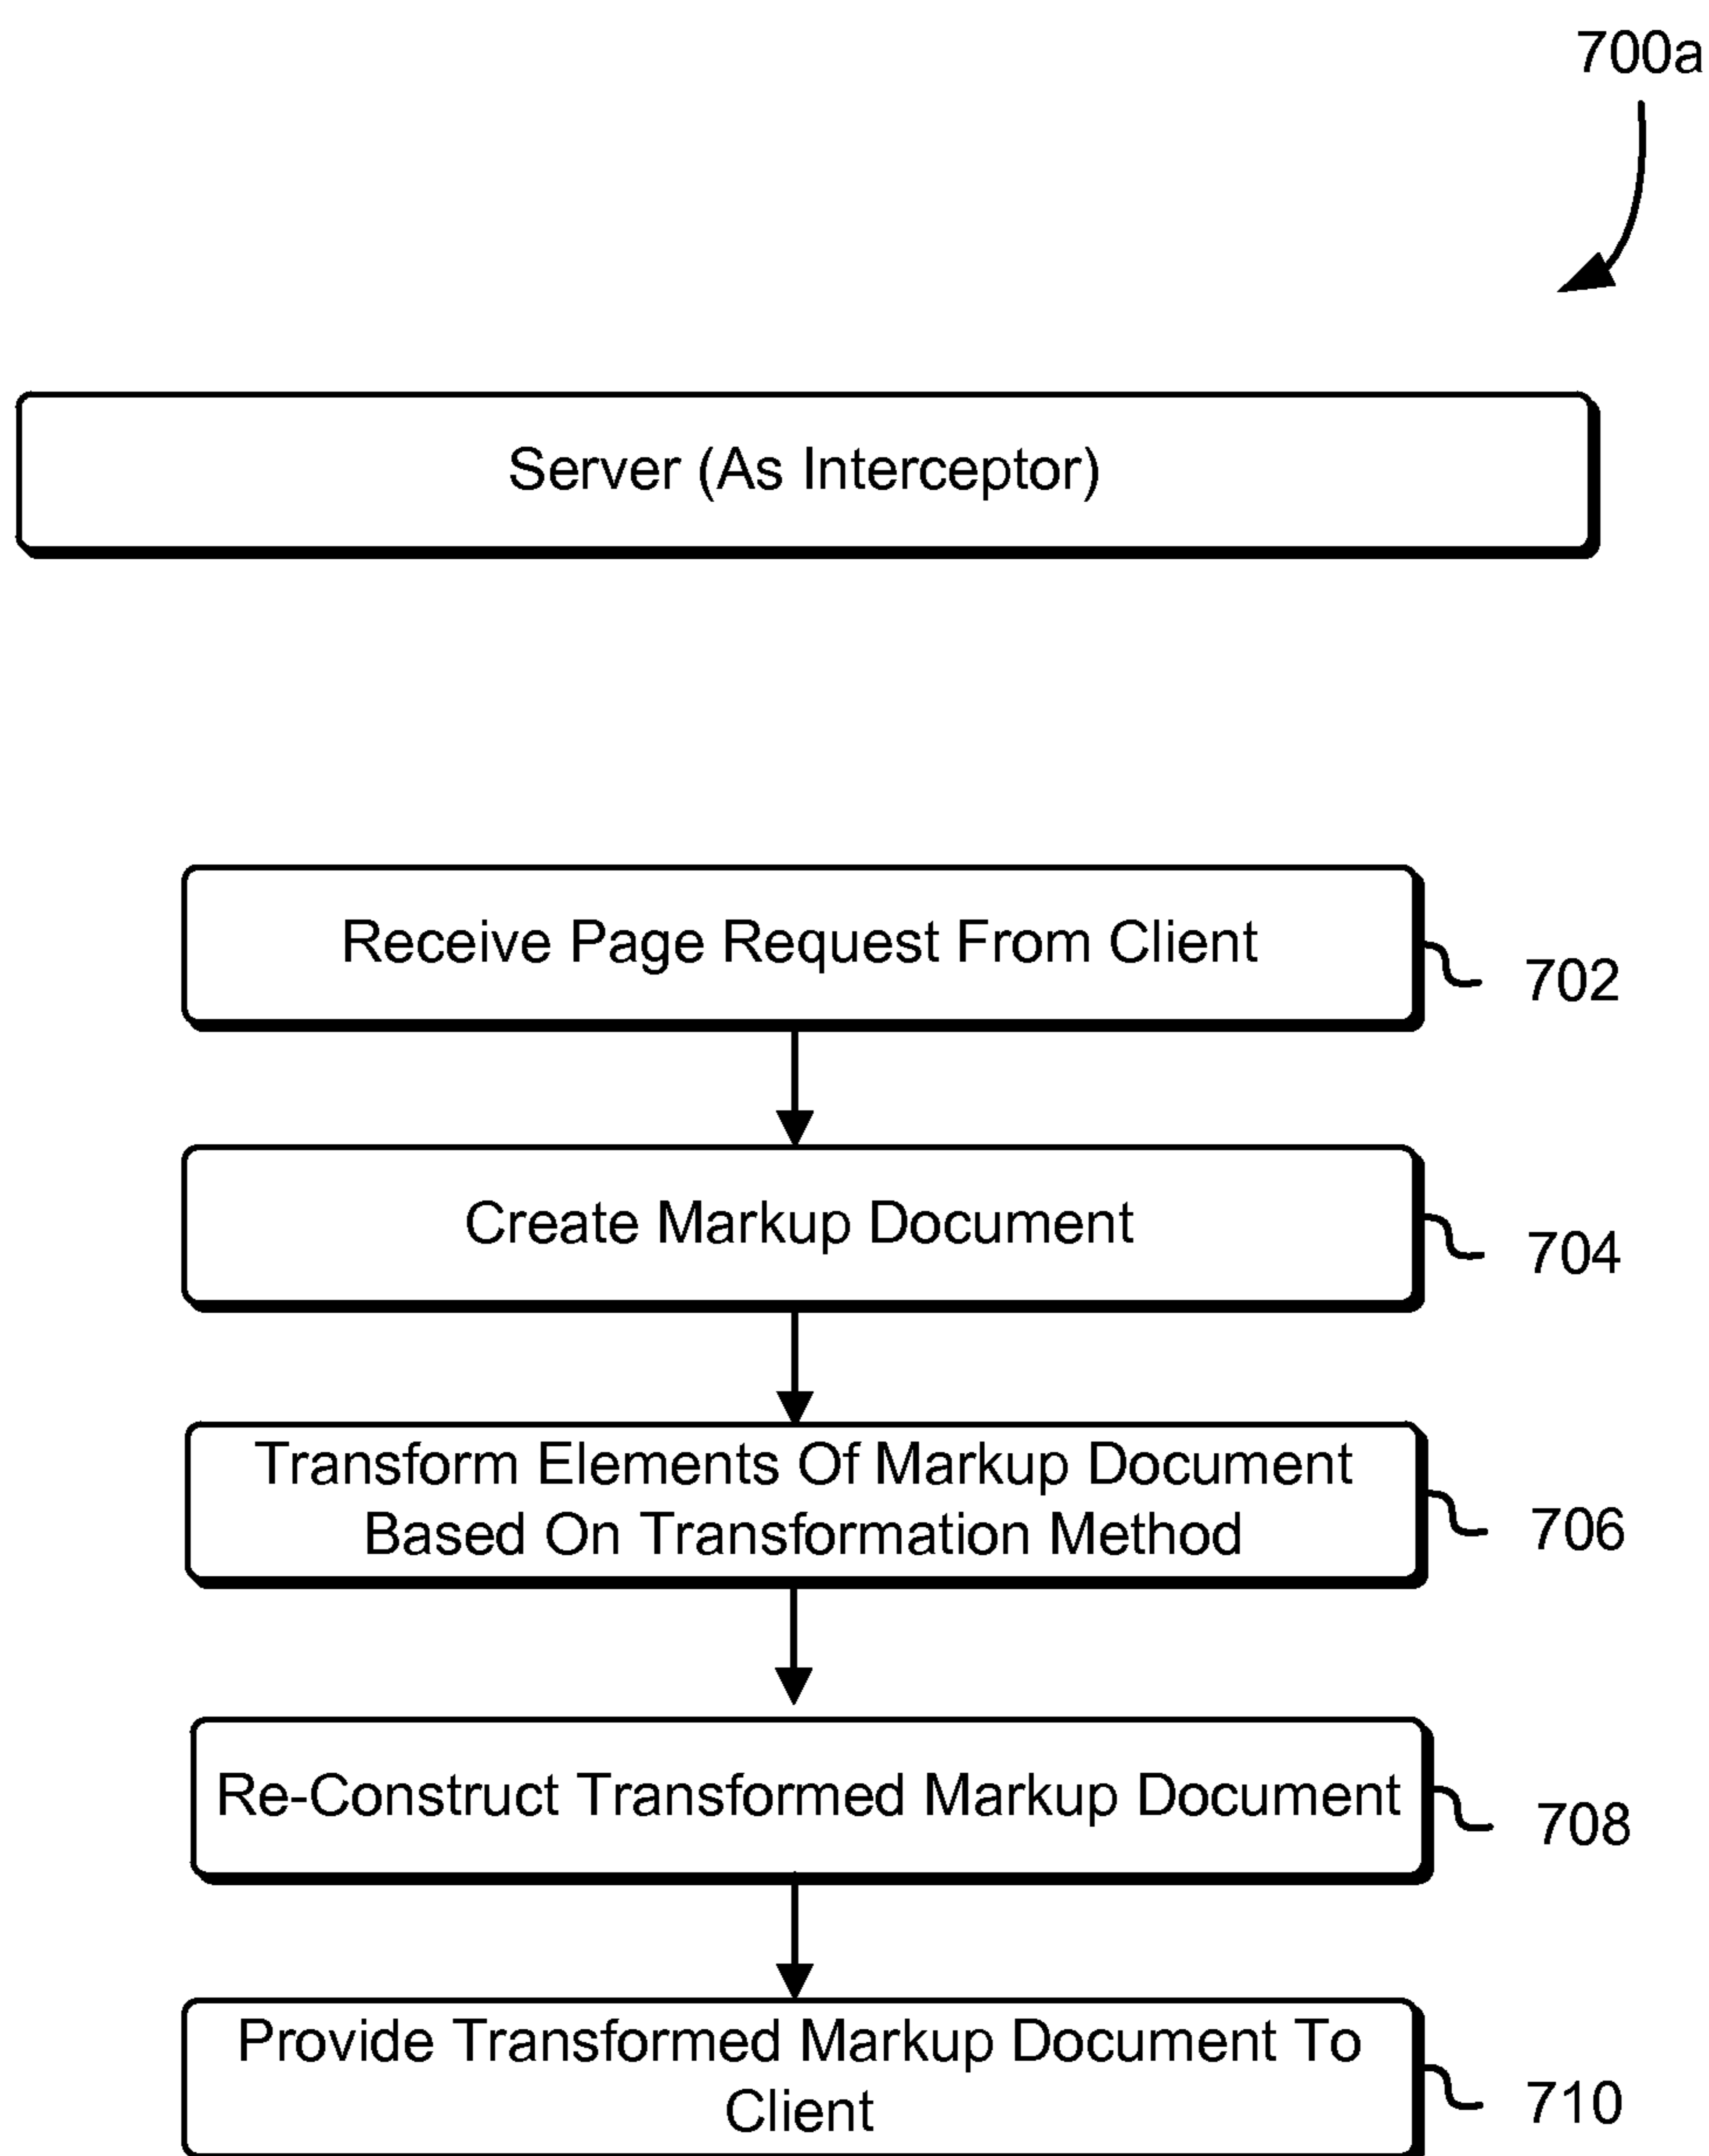 700a
Server (As Interceptor)
Receive Page Request From Client
702
Create Markup Document
704
Transform Elements Of Markup Document
Based On Transformation Method
706
Re-Construct Transformed Markup Document
708
Provide Transformed Markup Document To
Client
710